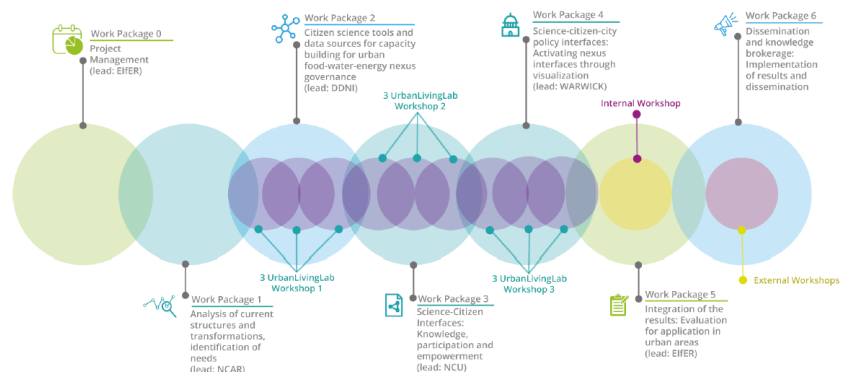 Work Package 0
Project
Management
(lead: EIfER)
Work Package 2
Citizen science tools and
data sources for capacity
building for urban
food-water-energy nexus
governance
(lead: DDNI)
3 UrbanLivingLab
Workshop 2
Work Package 4
Science-citizen-city
policy interfaces:
Activating nexus
interfaces through
visualization
(lead: WARWICK)
Internal Workshop
Work Package 6
Dissemination
and knowledge
brokerage:
Implementation
of results and
dissemination
3 UrbanLivingLab
Workshop 1
3 UrbanLivingLab
Workshop 3
External Workshops
Work Package 1
Analysis of current
structures and
transformations,
identification of
needs
(lead: NCAR)
Work Package 3
Science-Citizen
Interfaces:
Knowledge,
participation and
empowerment
(lead: NCU)
Work Package 5
Integration of the
results: Evaluation
for application in
urban areas
(lead: EIfER)